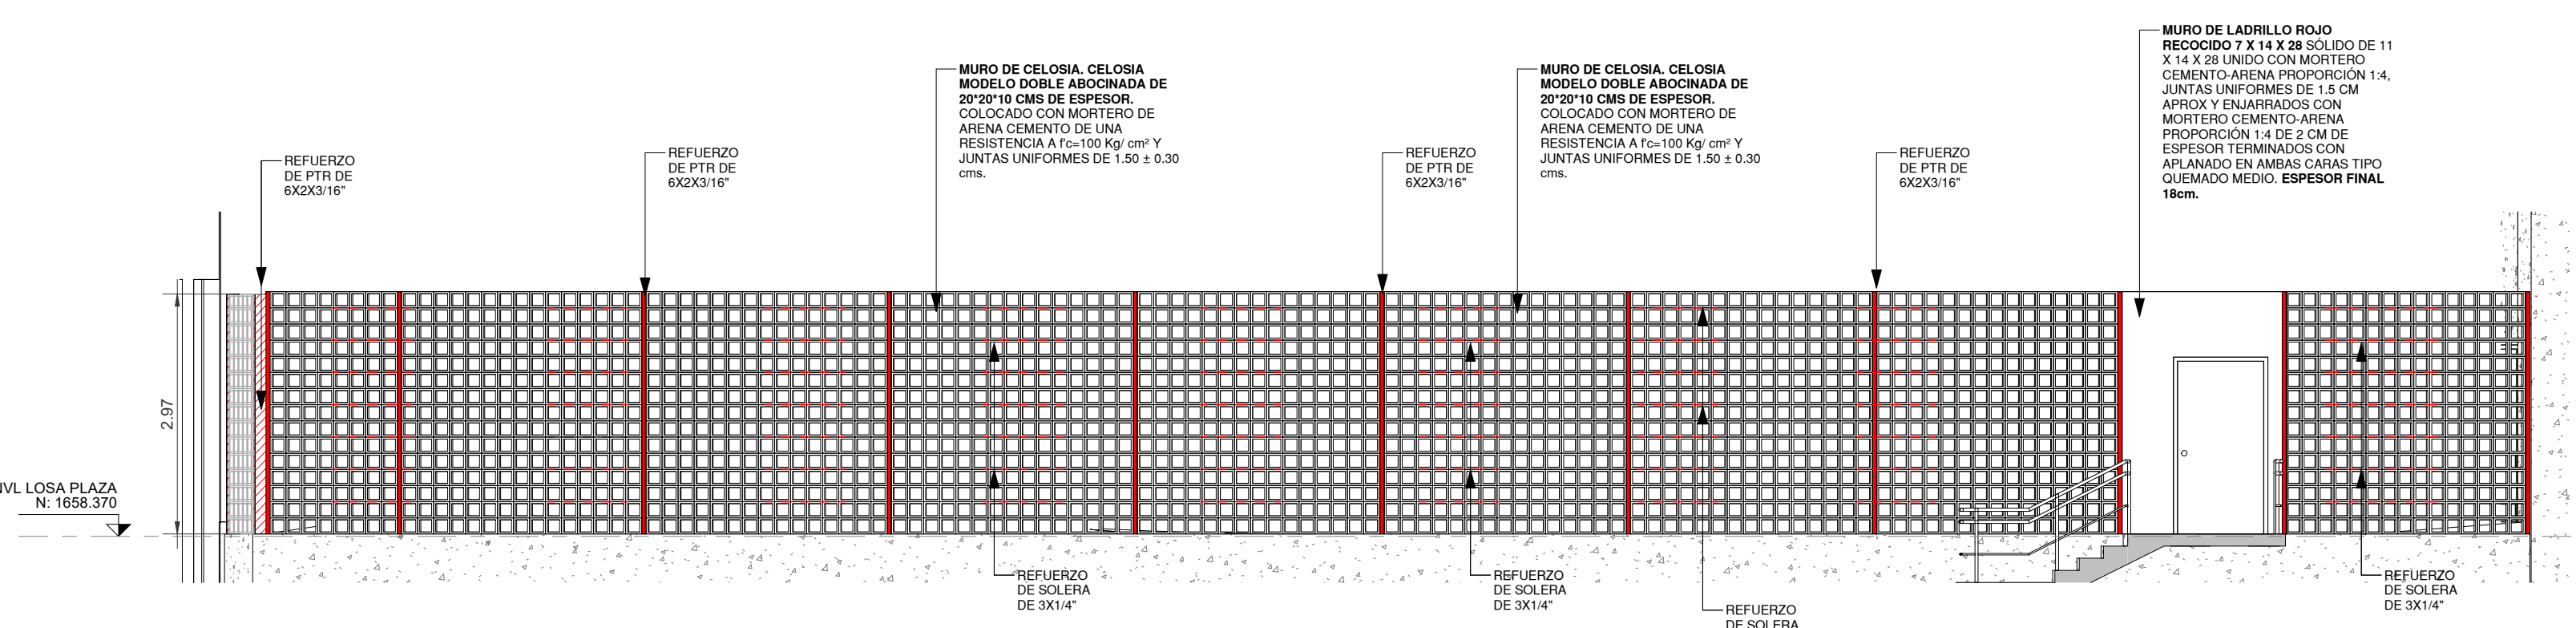 MURO DE LADRILLO ROJO
RECOCIDO 7 X 14 X 28 SÓLIDO DE 11
X 14 X 28 UNIDO CON MORTERO
CEMENTO-ARENA PROPORCIÓN 1:4,
JUNTAS UNIFORMES DE 1.5 CM
APROX Y ENJARRADOS CON
MORTERO CEMENTO-ARENA
PROPORCIÓN 1:4 DE 2 CM DE
ESPESOR TERMINADOS CON
APLANADO EN AMBAS CARAS TIPO
QUEMADO MEDIO. ESPESOR FINAL
18cm.
MURO DE CELOSIA. CELOSIA
MODELO DOBLE ABOCINADA DE
20*20*10 CMS DE ESPESOR.
COLOCADO CON MORTERO DE
ARENA CEMENTO DE UNA
RESISTENCIA A f'c=100 Kg/ cm² Y
JUNTAS UNIFORMES DE 1.50 ± 0.30
cms.
MURO DE CELOSIA. CELOSIA
MODELO DOBLE ABOCINADA DE
20*20*10 CMS DE ESPESOR.
COLOCADO CON MORTERO DE
ARENA CEMENTO DE UNA
RESISTENCIA A f'c=100 Kg/ cm² Y
JUNTAS UNIFORMES DE 1.50 ± 0.30
cms.
REFUERZO
DE PTR DE
6X2X3/16"
REFUERZO
DE PTR DE
6X2X3/16"
REFUERZO
DE PTR DE
6X2X3/16"
REFUERZO
DE PTR DE
6X2X3/16"
2.97
NVL LOSA PLAZA
N: 1658.370
REFUERZO
DE SOLERA
DE 3X1/4"
REFUERZO
DE SOLERA
DE 3X1/4"
REFUERZO
DE SOLERA
REFUERZO
DE SOLERA
DE 3X1/4"